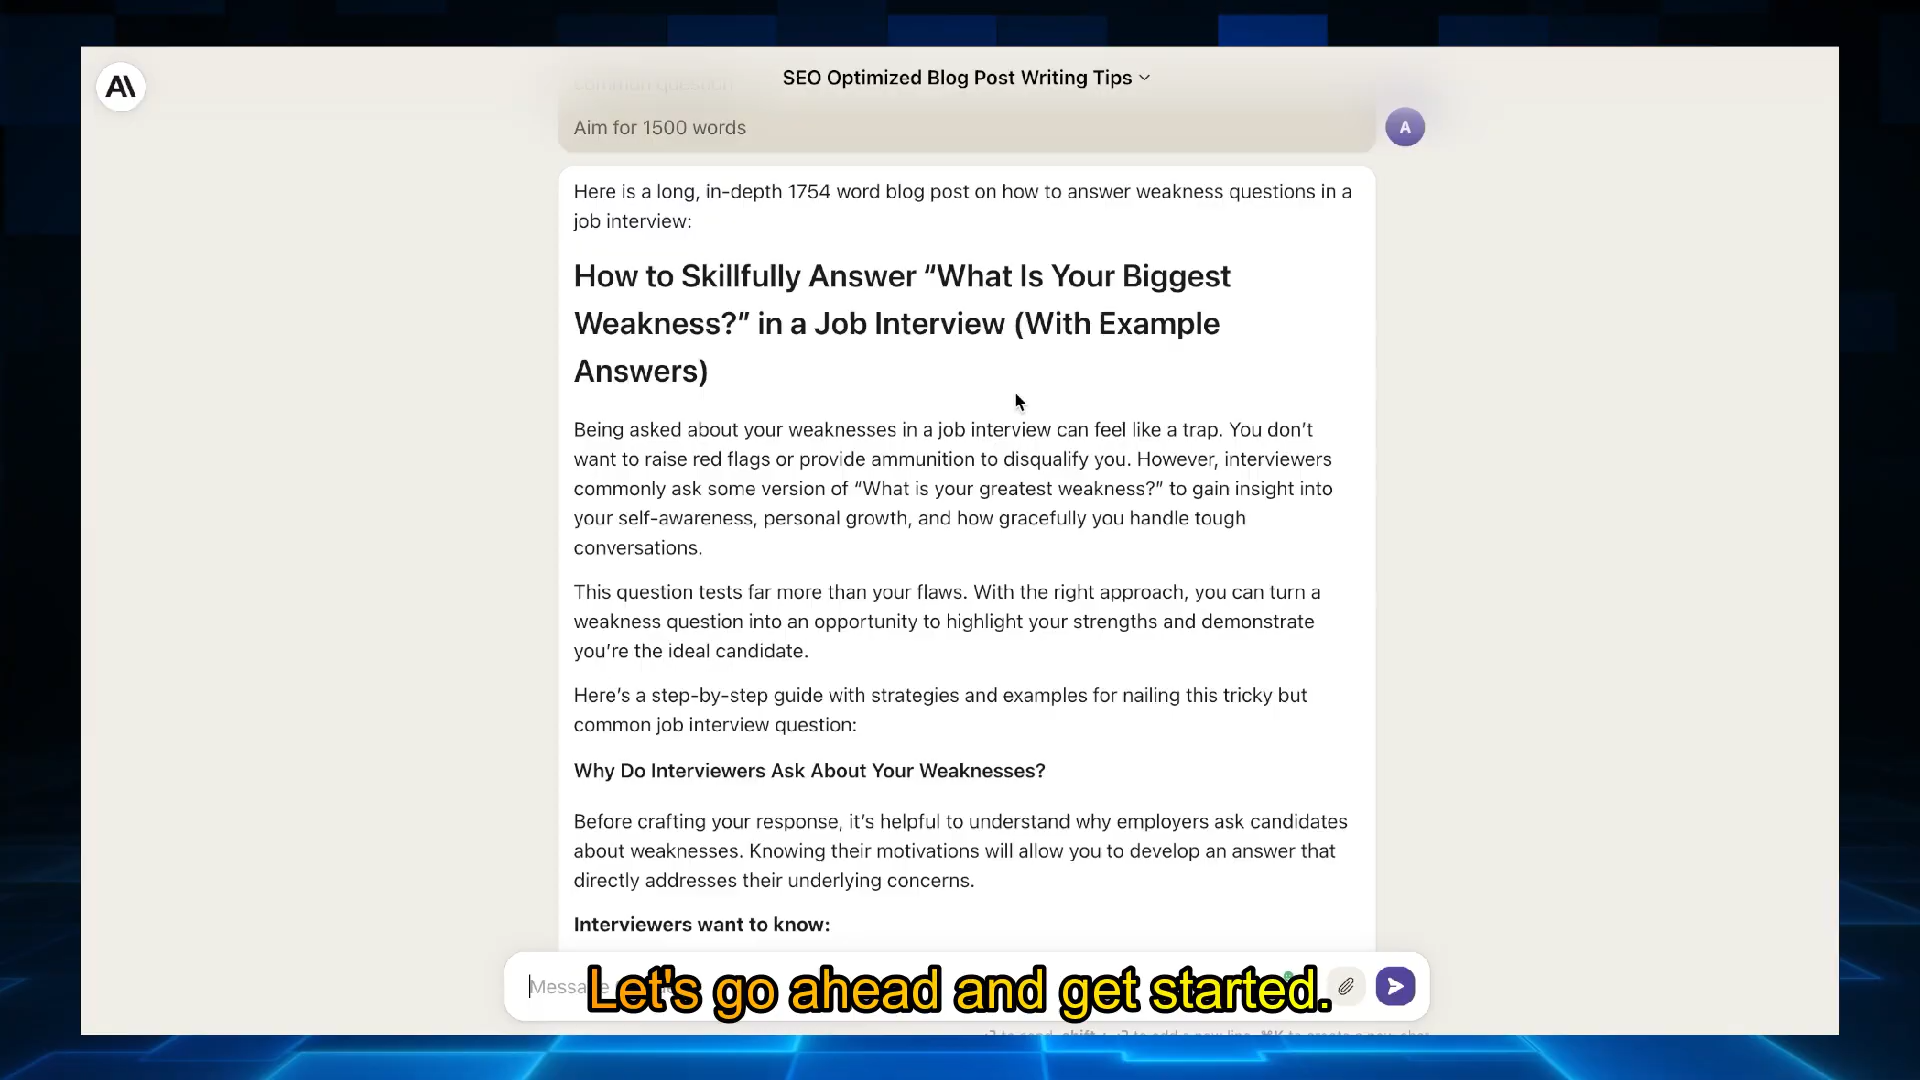 SEO Optimized Blog Post Writing Tips
common question
Aim for 1500 words
A
Here is a long, in-depth 1754 word blog post on how to answer weakness questions in a
job interview:
How to Skillfully Answer “What Is Your Biggest
Weakness?” in a Job Interview (With Example
Answers)
Being asked about your weaknesses in a job interview can feel like a trap. You don’t
want to raise red flags or provide ammunition to disqualify you. However, interviewers
commonly ask some version of “What is your greatest weakness?” to gain insight into
your self-awareness, personal growth, and how gracefully you handle tough
conversations.
This question tests far more than your flaws. With the right approach, you can turn a
weakness question into an opportunity to highlight your strengths and demonstrate
you’re the ideal candidate.
Here’s a step-by-step guide with strategies and examples for nailing this tricky but
common job interview question:
Why Do Interviewers Ask About Your Weaknesses?
Before crafting your response, it’s helpful to understand why employers ask candidates
about weaknesses. Knowing their motivations will allow you to develop an answer that
directly addresses their underlying concerns.
Interviewers want to know:
Let's go ahead and get started.